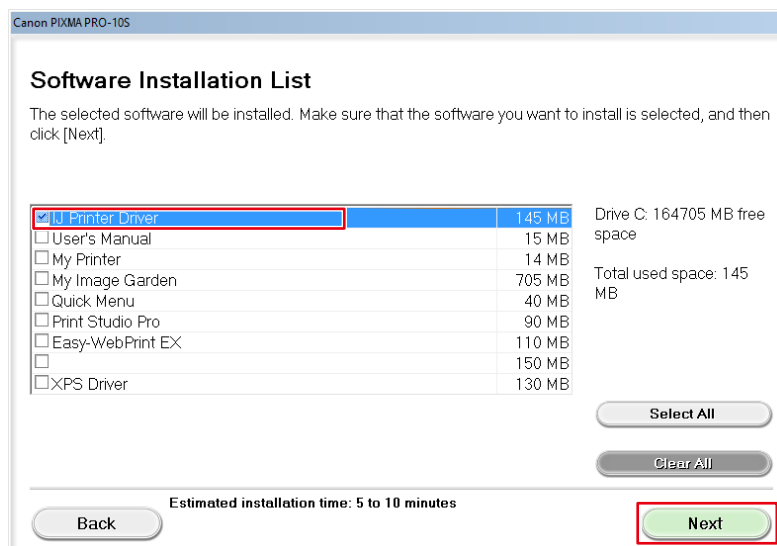 Canon PIXMA PRO-10S
Software Installation List
The selected software will be installed. Make sure that the software you want to install is selected, and then
click [Next].
IJ Printer Driver 145 MB
User's Manual 15 MB
My Printer 14 MB
My Image Garden 705 MB
Quick Menu 40 MB
Print Studio Pro 90 MB
Easy-WebPrint EX 110 MB
150 MB
XPS Driver 130 MB
Drive C: 164705 MB free
space
Total used space: 145
MB
Select All
Clear All
Estimated installation time: 5 to 10 minutes
Back
Next